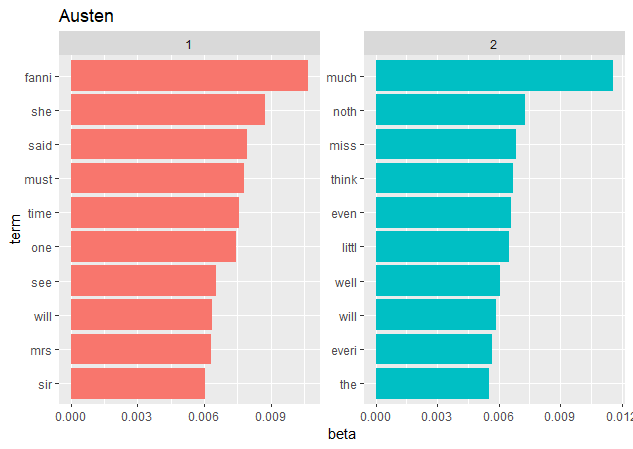 Austen
1
2
term
fanni
she
said
must
time
one
see
will
mrs
sir
much
noth
miss
think
even
littl
well
will
everi
the
0.000 0.003 0.006 0.009
0.000 0.003 0.006 0.009 0.012
beta